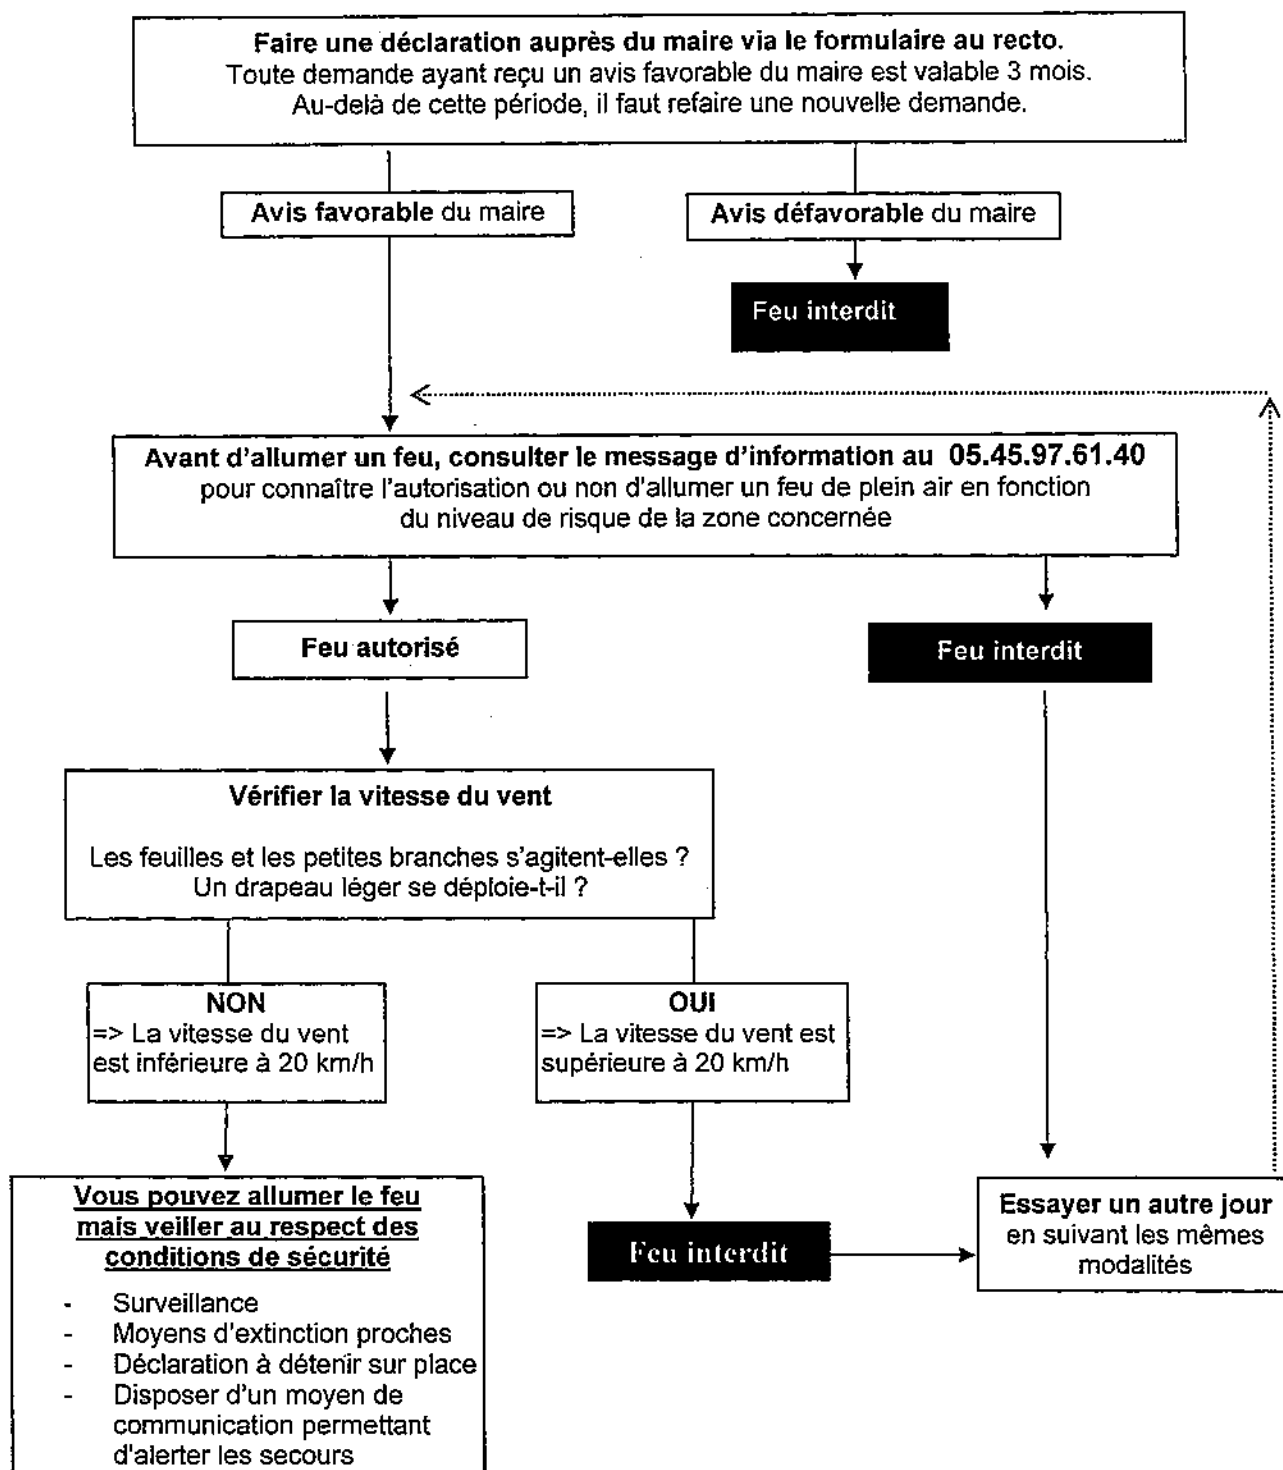 Faire une déclaration auprès du maire via le formulaire au recto.
Toute demande ayant reçu un avis favorable du maire est valable 3 mois.
Au-delà de cette période, il faut refaire une nouvelle demande.
Avis favorable du maire
Avis défavorable du maire
Feu interdit
Avant d'allumer un feu, consulter le message d'information au 05.45.97.61.40
pour connaître l'autorisation ou non d'allumer un feu de plein air en fonction
du niveau de risque de la zone concernée
Feu autorisé
Feu interdit
Vérifier la vitesse du vent
Les feuilles et les petites branches s'agitent-elles ?
Un drapeau léger se déploie-t-il ?
NON
=> La vitesse du vent
est inférieure à 20 km/h
OUI
=> La vitesse du vent est
supérieure à 20 km/h
Vous pouvez allumer le feu
mais veiller au respect des
conditions de sécurité
- Surveillance
- Moyens d'extinction proches
- Déclaration à détenir sur place
- Disposer d'un moyen de
communication permettant
d'alerter les secours
Feu interdit
Essayer un autre jour
en suivant les mêmes
modalités